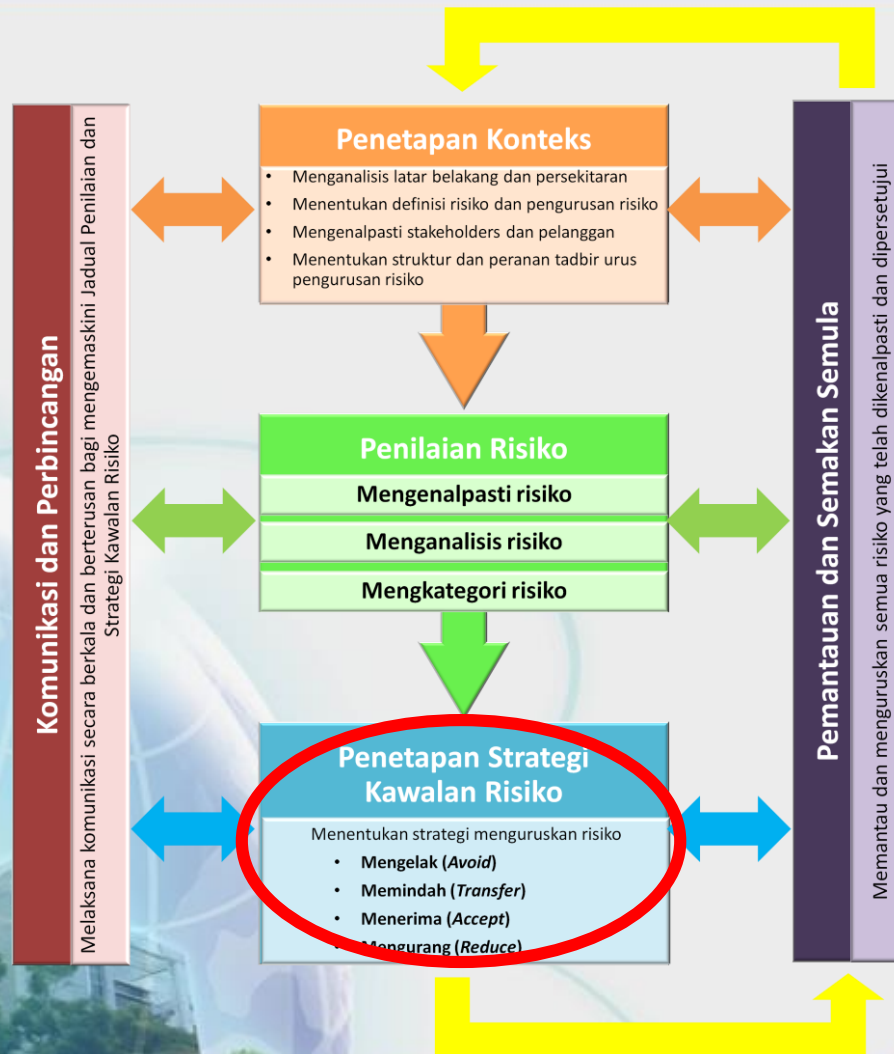 Komunikasi dan Perbincangan
Melaksana komunikasi secara berkala dan berterusan bagi mengemaskini Jadual Penilaian dan
Strategi Kawalan Risiko
Penetapan Konteks
• Menganalisis latar belakang dan persekitaran
• Menentukan definisi risiko dan pengurusan risiko
• Mengenalpasti stakeholders dan pelanggan
• Menentukan struktur dan peranan tadbir urus
pengurusan risiko
Penilaian Risiko
Mengenalpasti risiko
Menganalisis risiko
Mengkategori risiko
Penetapan Strategi
Kawalan Risiko
Menentukan strategi menguruskan risiko
• Mengelak (Avoid)
• Memindah (Transfer)
• Menerima (Accept)
• Mengurang (Reduce)
Pemantauan dan Semakan Semula
Memantau dan menguruskan semua risiko yang telah dikenalpasti dan dipersetujui